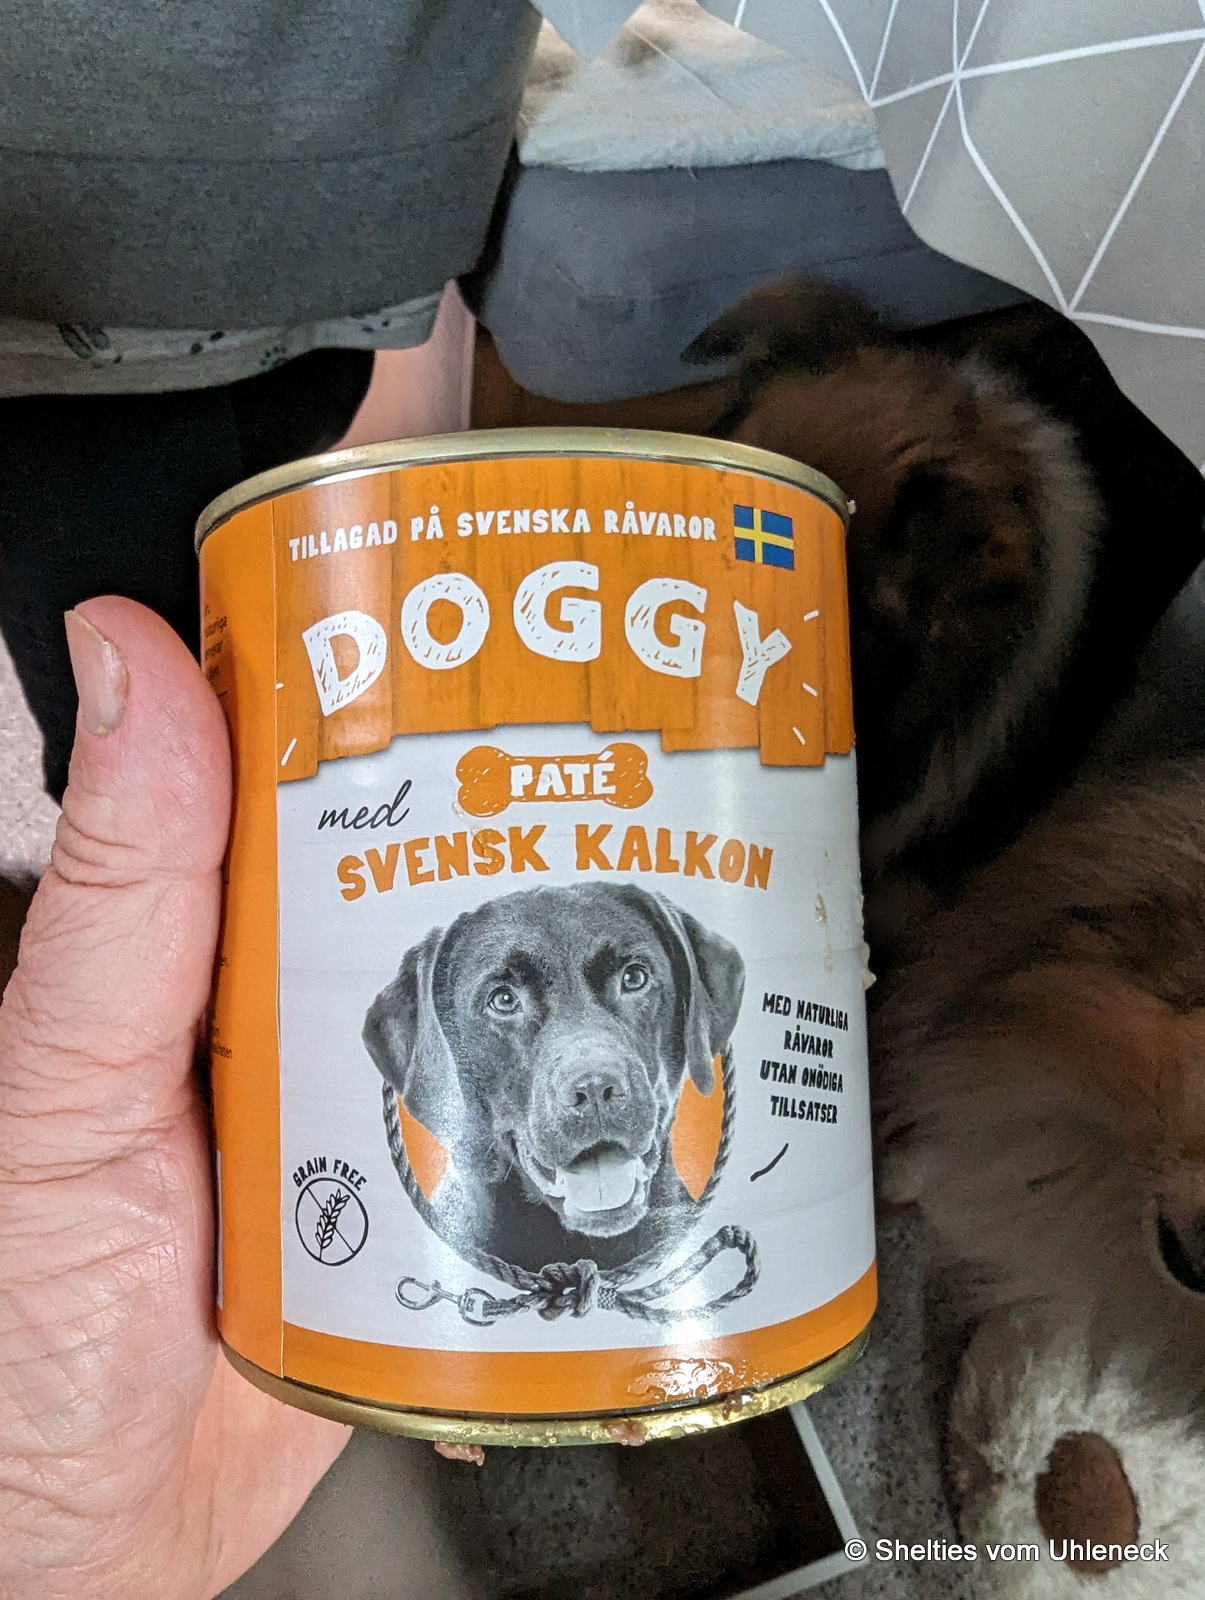 TILLAGAD PÅ SVENSKA RÅVAROR
DOGGY
PATÉ
med
SVENSK KALKON
MED NATURLIGA
RÅVAROR
UTAN ONÖDIGA
TILLSATSER
GRAIN FREE
© Shelties vom Uhleneck